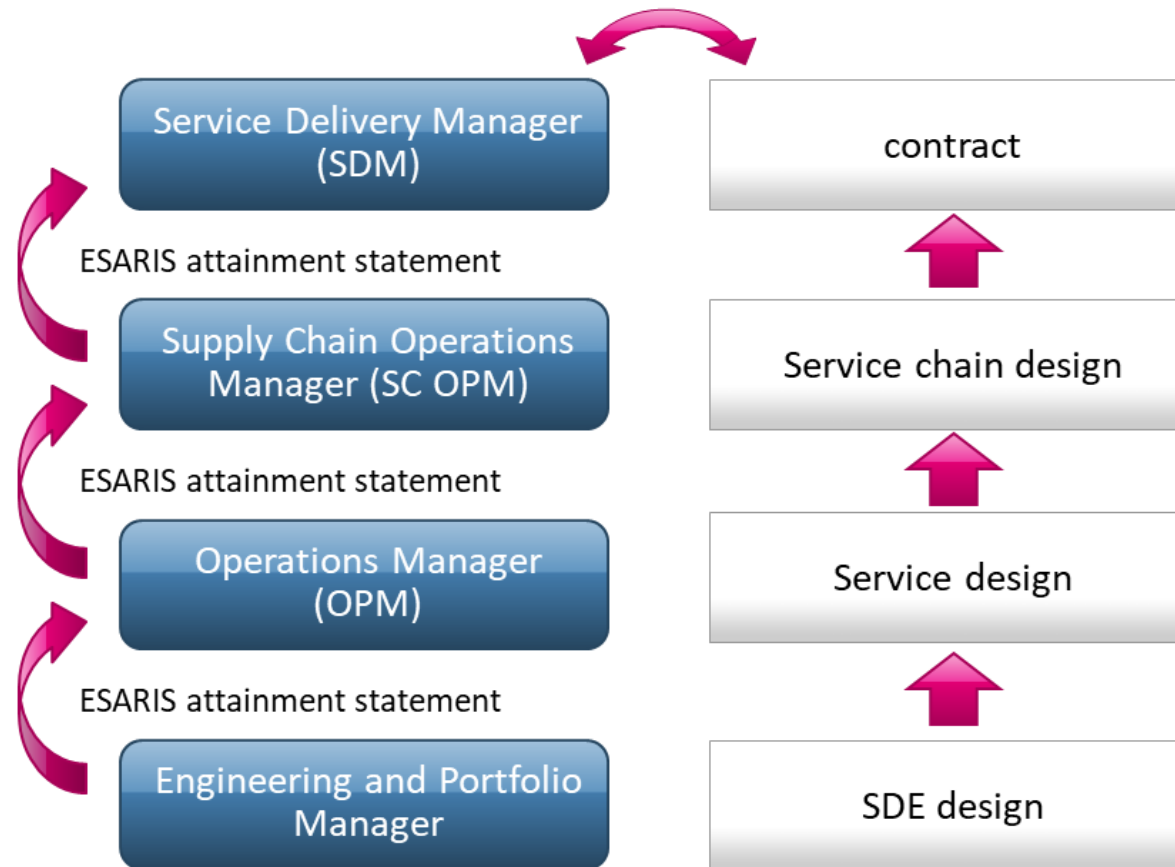 Service Delivery Manager
(SDM)
contract
ESARIS attainment statement
Supply Chain Operations
Manager (SC OPM)
Service chain design
ESARIS attainment statement
Operations Manager
(OPM)
Service design
ESARIS attainment statement
Engineering and Portfolio
Manager
SDE design